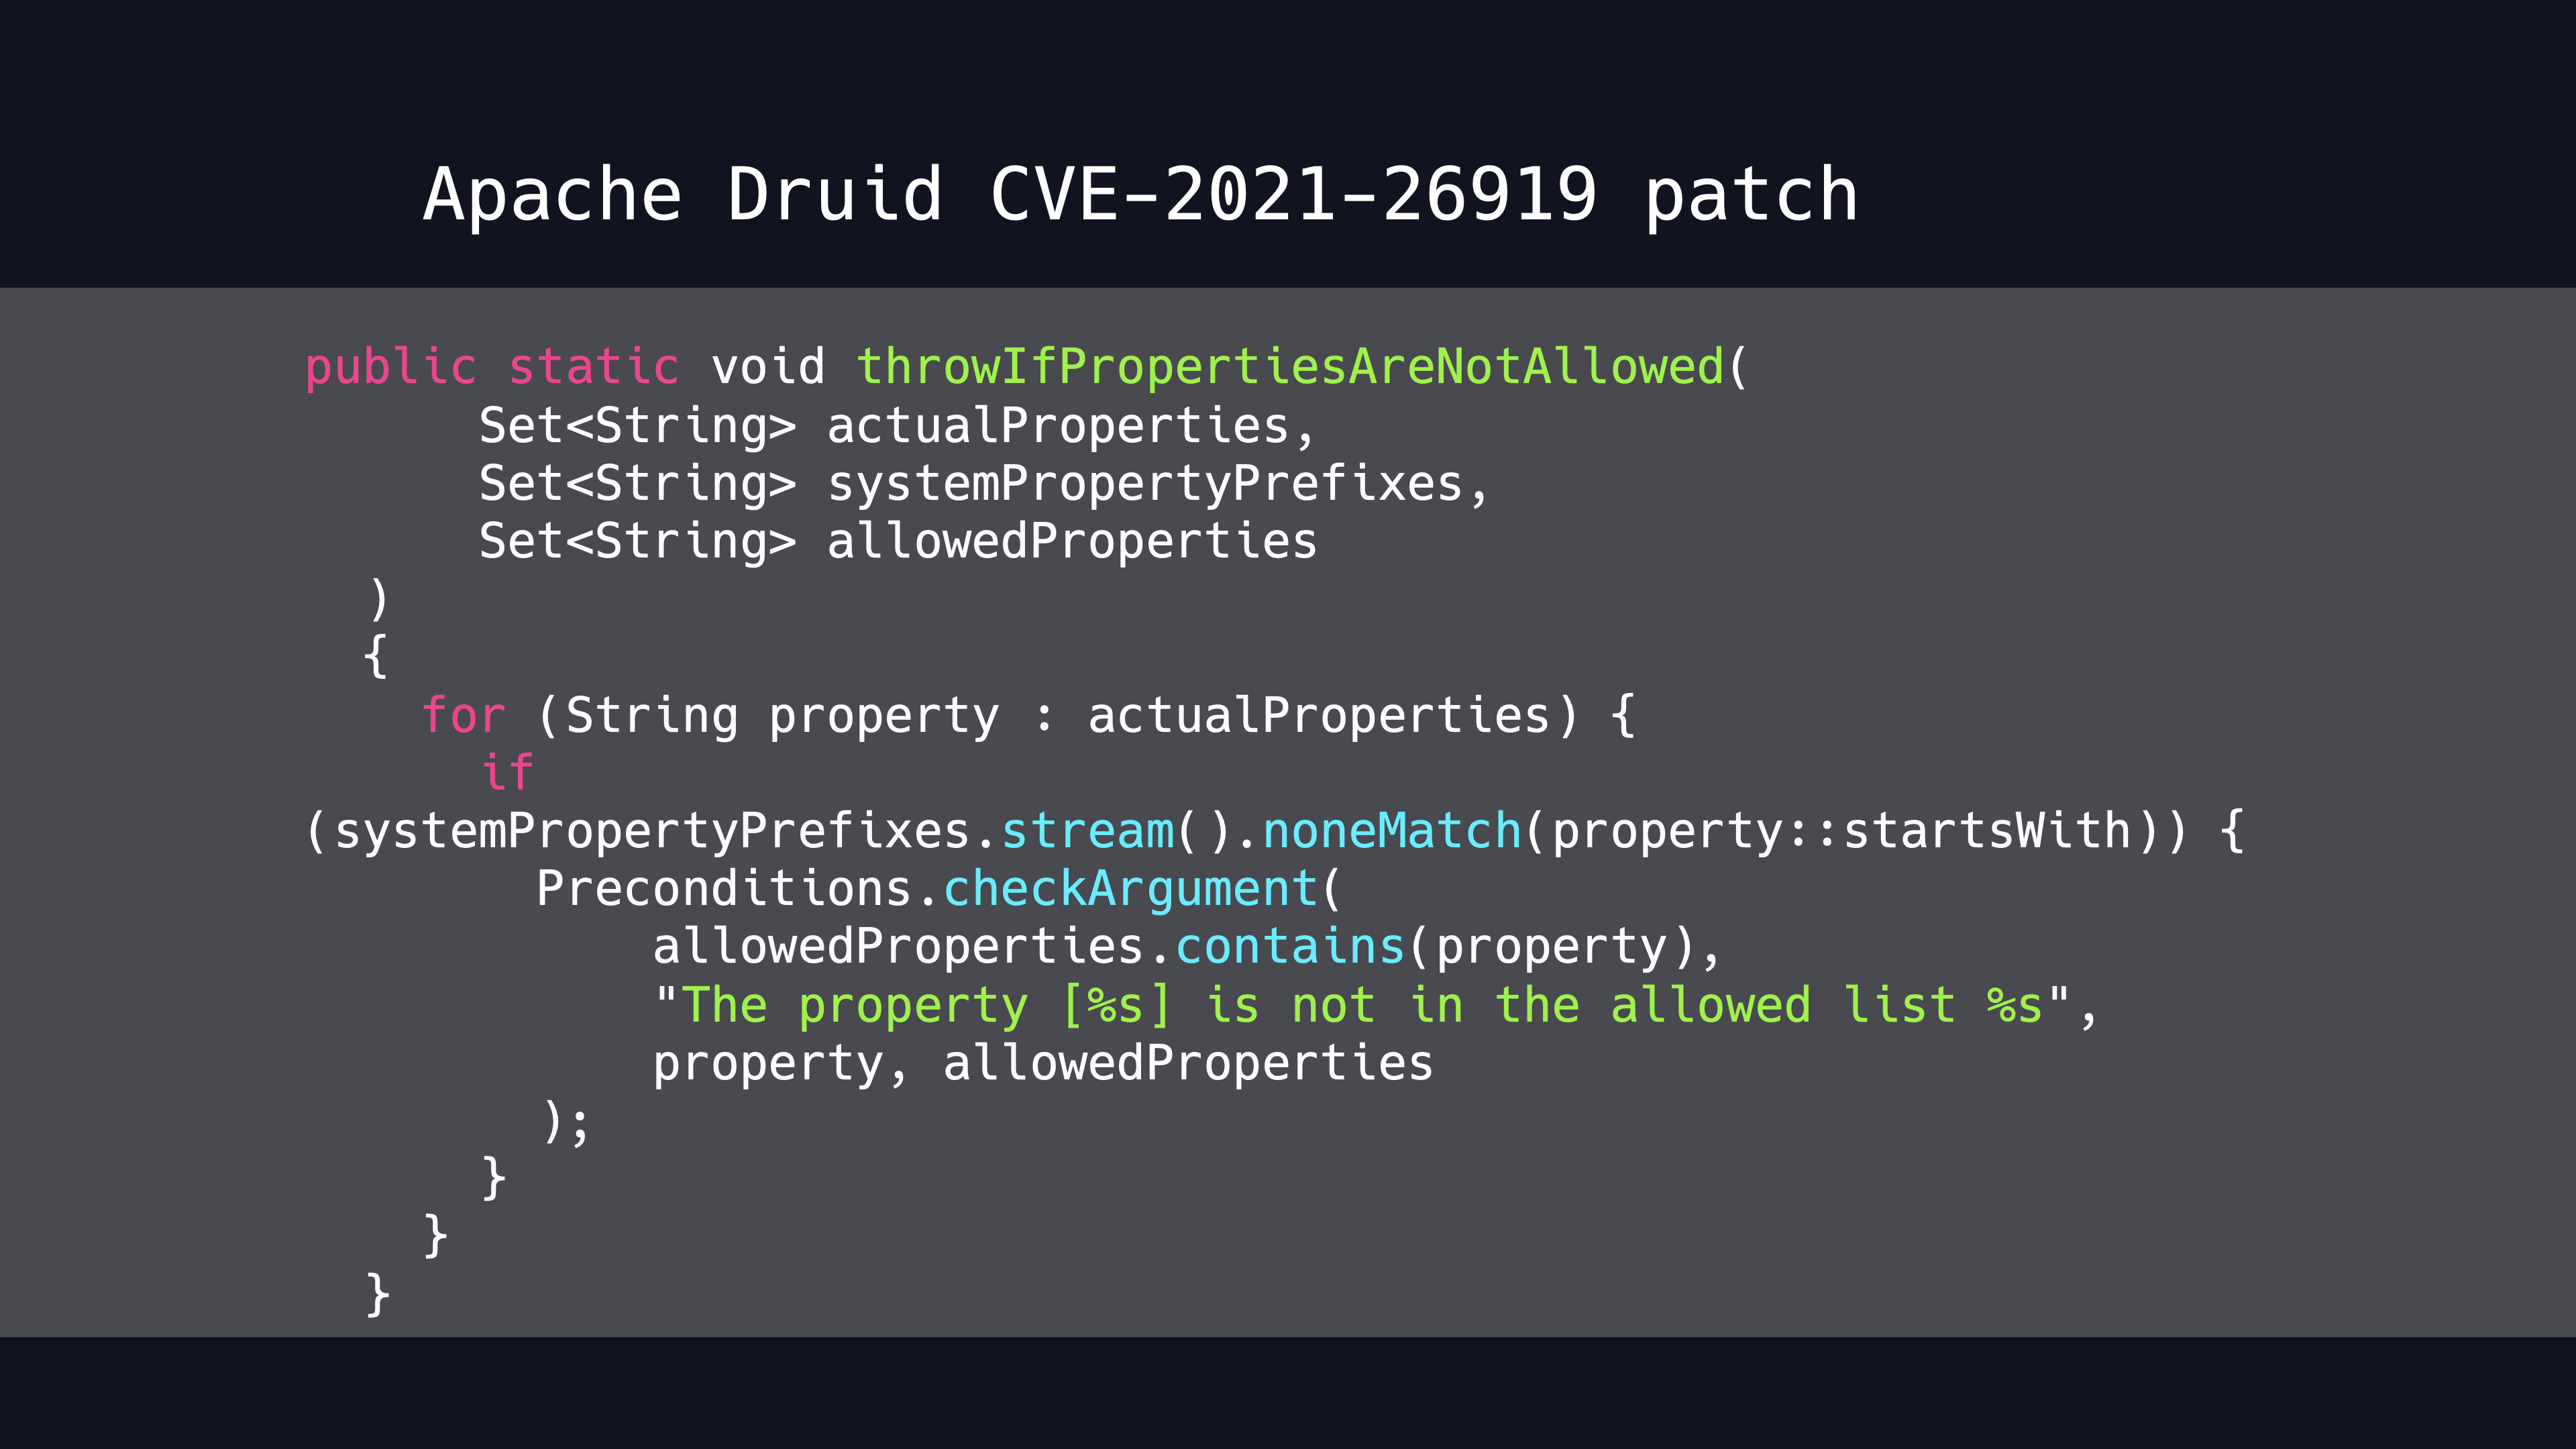 Apache Druid CVE-2021-26919 patch
public static void throwIfPropertiesAreNotAllowed(
      Set<String> actualProperties,
      Set<String> systemPropertyPrefixes,
      Set<String> allowedProperties
  )
  {
    for (String property : actualProperties) {
      if
(systemPropertyPrefixes.stream().noneMatch(property::startsWith)) {
        Preconditions.checkArgument(
            allowedProperties.contains(property),
            "The property [%s] is not in the allowed list %s",
            property, allowedProperties
        );
      }
    }
  }